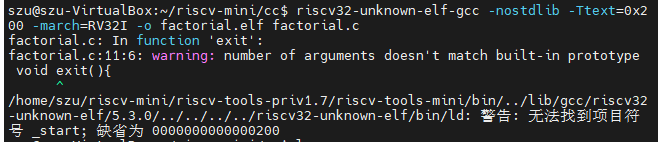 szu@szu-VirtualBox:~/riscv-mini/cc$ riscv32-unknown-elf-gcc -nostdlib -Ttext=0x2
00 -march=RV32I -o factorial.elf factorial.c
factorial.c: In function 'exit':
factorial.c:11:6: warning: number of arguments doesn't match built-in prototype
 void exit(){
      ^
/home/szu/riscv-mini/riscv-tools-priv1.7/riscv-tools-mini/bin/../lib/gcc/riscv32
-unknown-elf/5.3.0/../../../../riscv32-unknown-elf/bin/ld: 警告: 无法找到项目符
号 _start; 缺省为 0000000000000200